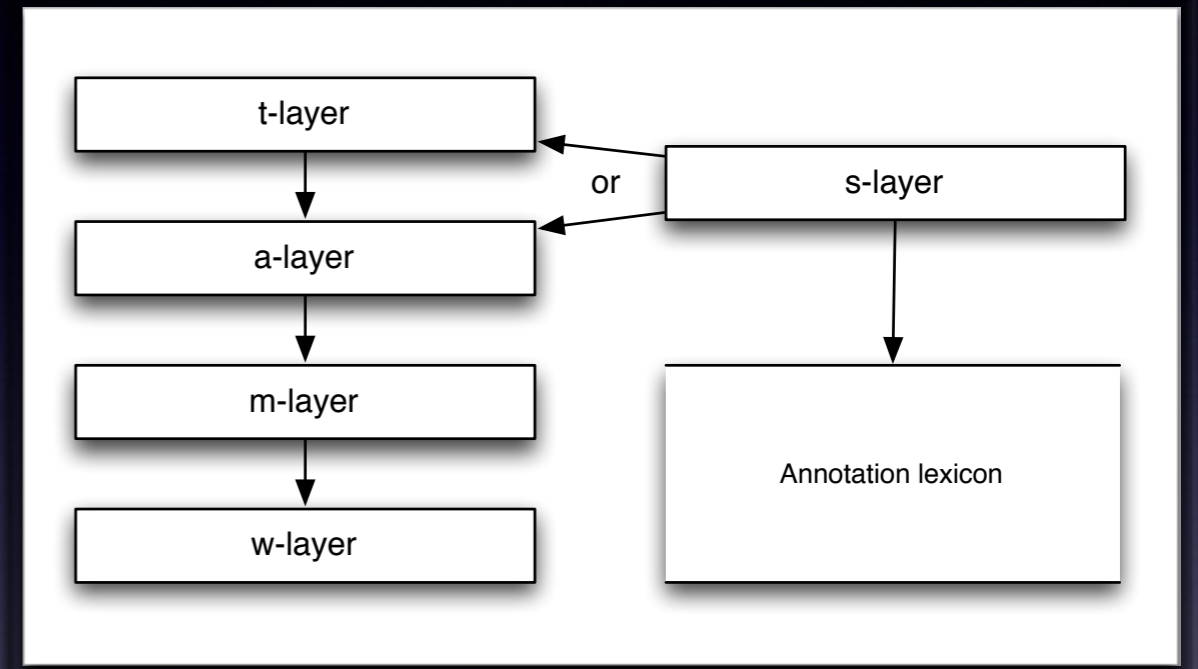 t-layer
or
s-layer
a-layer
m-layer
Annotation lexicon
w-layer